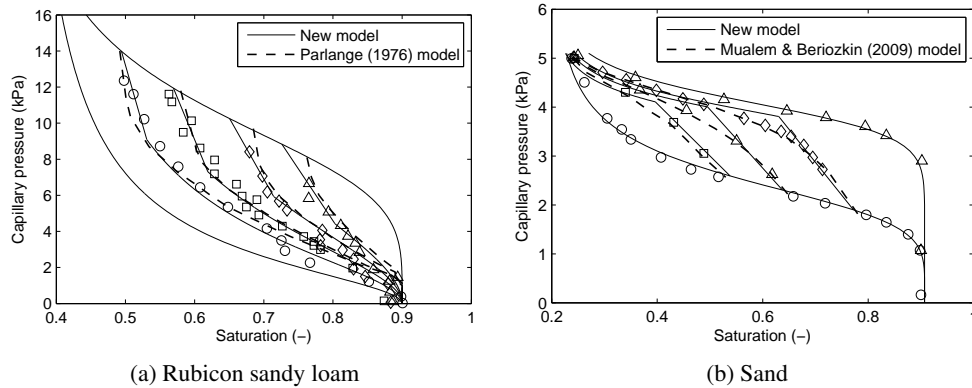 16
14
12
10
8
6
4
2
0
0.4
0.5
0.6
0.7
0.8
0.9
1
Capillary pressure (kPa)
Saturation (−)
New model
Parlange (1976) model
(a) Rubicon sandy loam
6
5
4
3
2
1
0
0.2
0.4
0.6
0.8
1
Capillary pressure (kPa)
Saturation (−)
New model
Mualem & Beriozkin (2009) model
(b) Sand